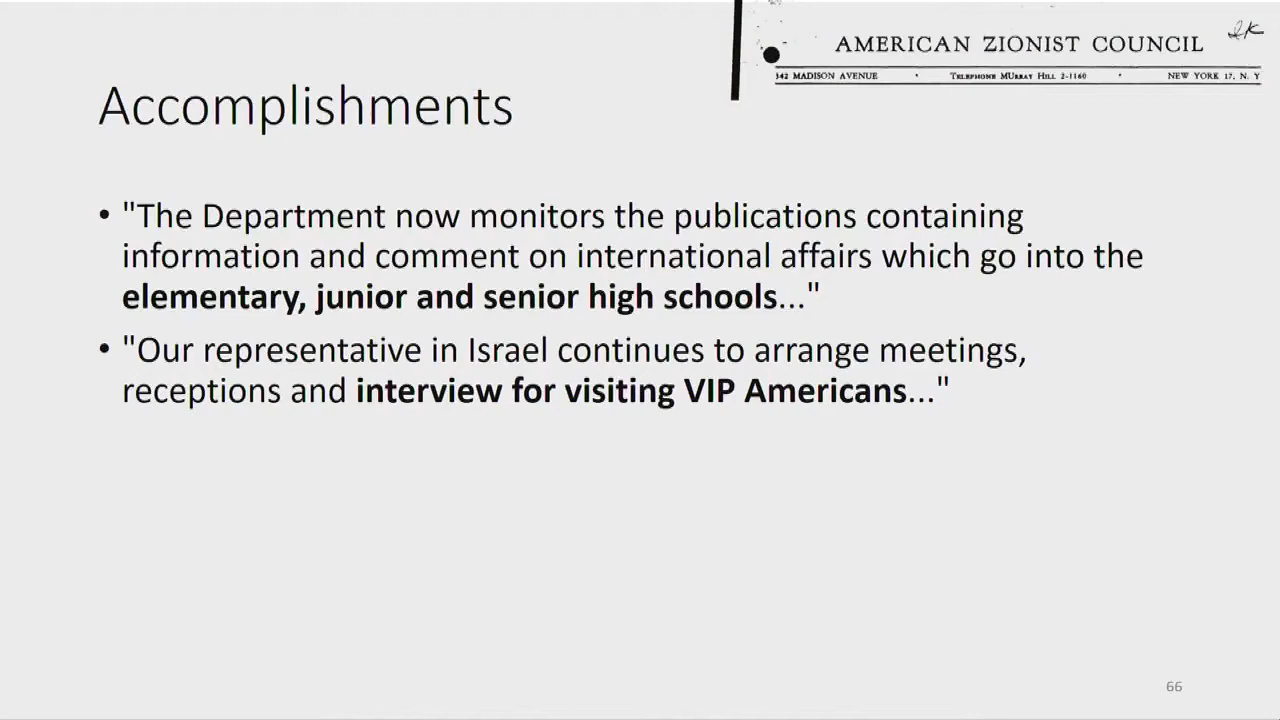 AMERICAN ZIONIST COUNCIL
342 MADISON AVENUE • TELEPHONE MURRAY HILL 2-1160 • NEW YORK 17, N. Y
Accomplishments
• "The Department now monitors the publications containing
information and comment on international affairs which go into the
elementary, junior and senior high schools..."
• "Our representative in Israel continues to arrange meetings,
receptions and interview for visiting VIP Americans..."
66